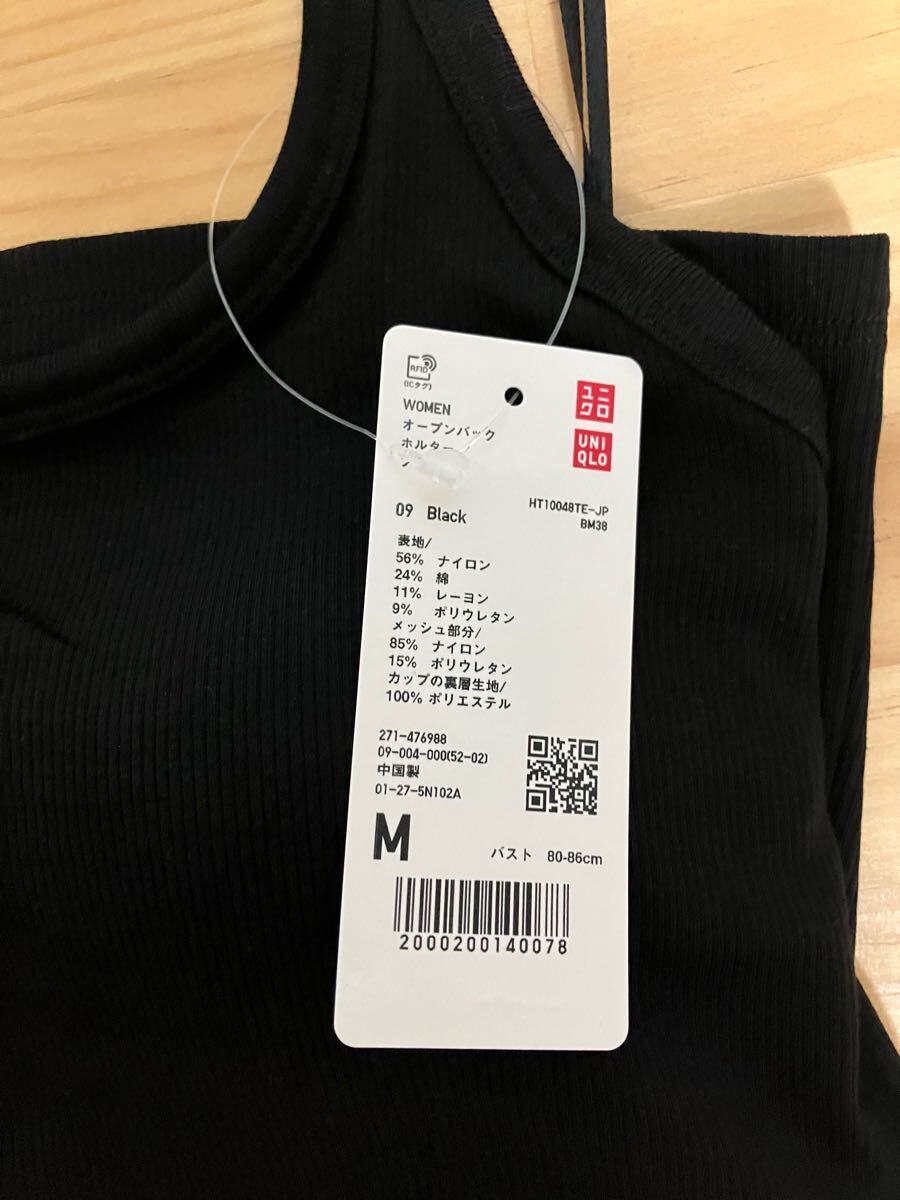 RFID
(ICタグ)
ユニ
クロ
UNI
QLO
WOMEN
オープンバック
ホルター
09 Black
HT10048TE-JP
BM38
表地/
56% ナイロン
24% 綿
11% レーヨン
9% ポリウレタン
メッシュ部分/
85% ナイロン
15% ポリウレタン
カップの裏層生地/
100% ポリエステル
271-476988
09-004-000(52-02)
中国製
01-27-5N102A
M
バスト 80-86cm
2000200140078